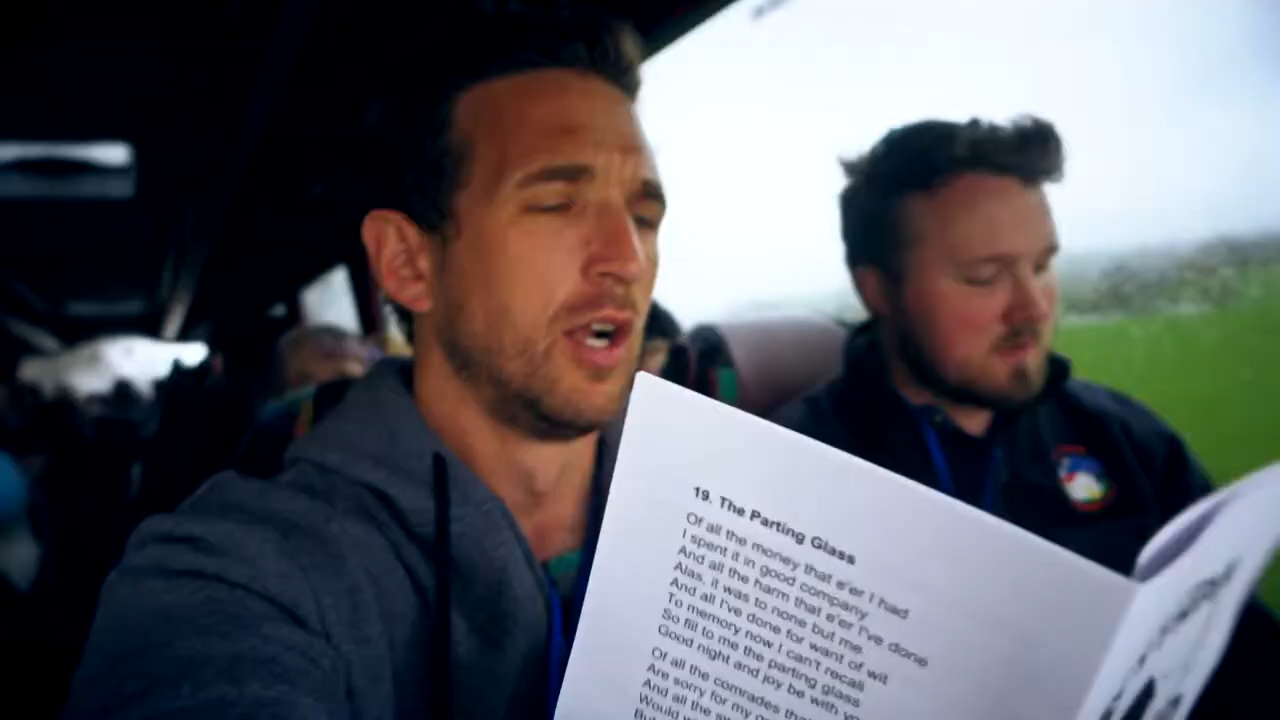 19. The Parting Glass
Of all the money that e'er I had
I spent it in good company
And all the harm that e'er I've done
Alas, it was to none but me
And all I've done for want of wit
To memory now I can't recall
So fill to me the parting glass
Good night and joy be with
Of all the comrades
Are sorry for my
And all the
Would
But